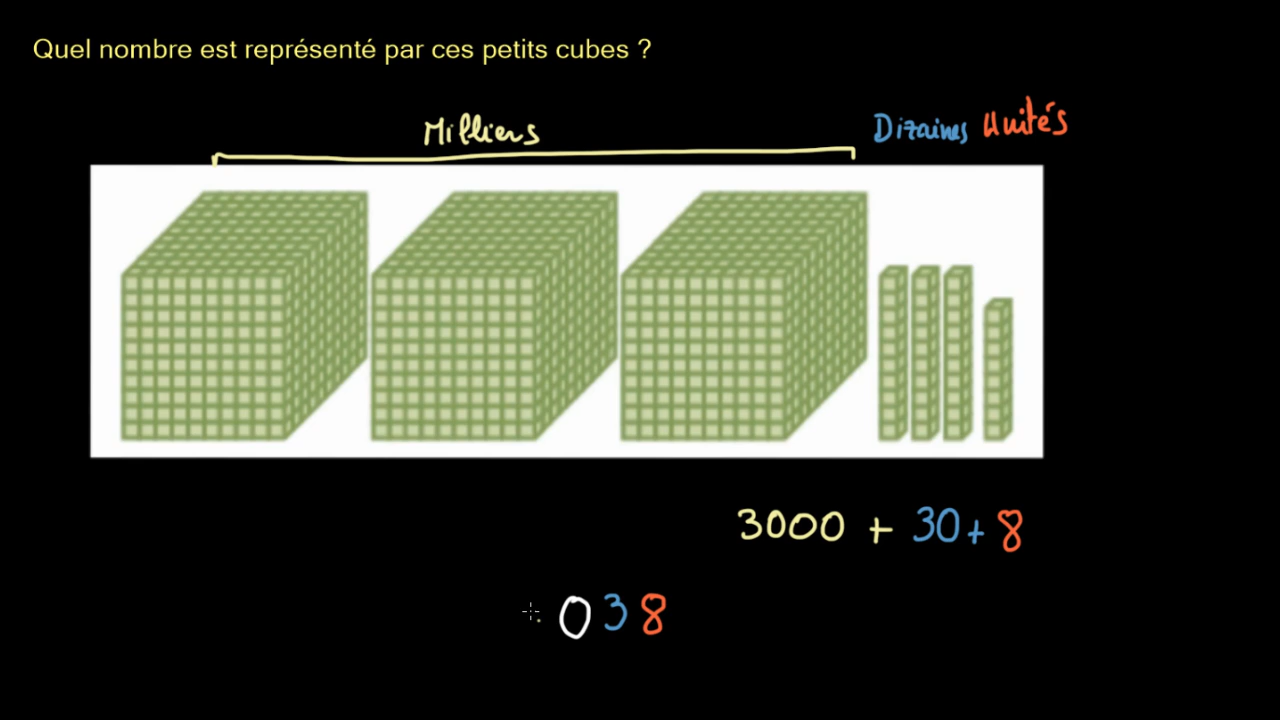 Quel nombre est représenté par ces petits cubes ?
Milliers Dizaines Unités
3000 + 30 + 8
038